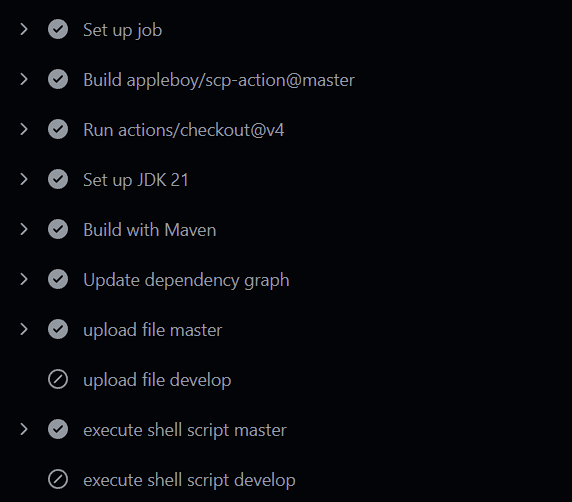 Set up job
Build appleboy/scp-action@master
Run actions/checkout@v4
Set up JDK 21
Build with Maven
Update dependency graph
upload file master
upload file develop
execute shell script master
execute shell script develop